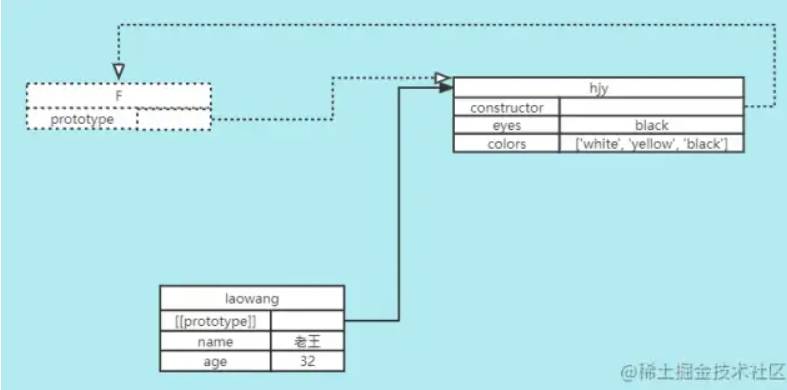 F
prototype
hjy
constructor
eyes black
colors ['white', 'yellow', 'black']
laowang
[[prototype]]
name 老王
age 32
@稀土掘金技术社区